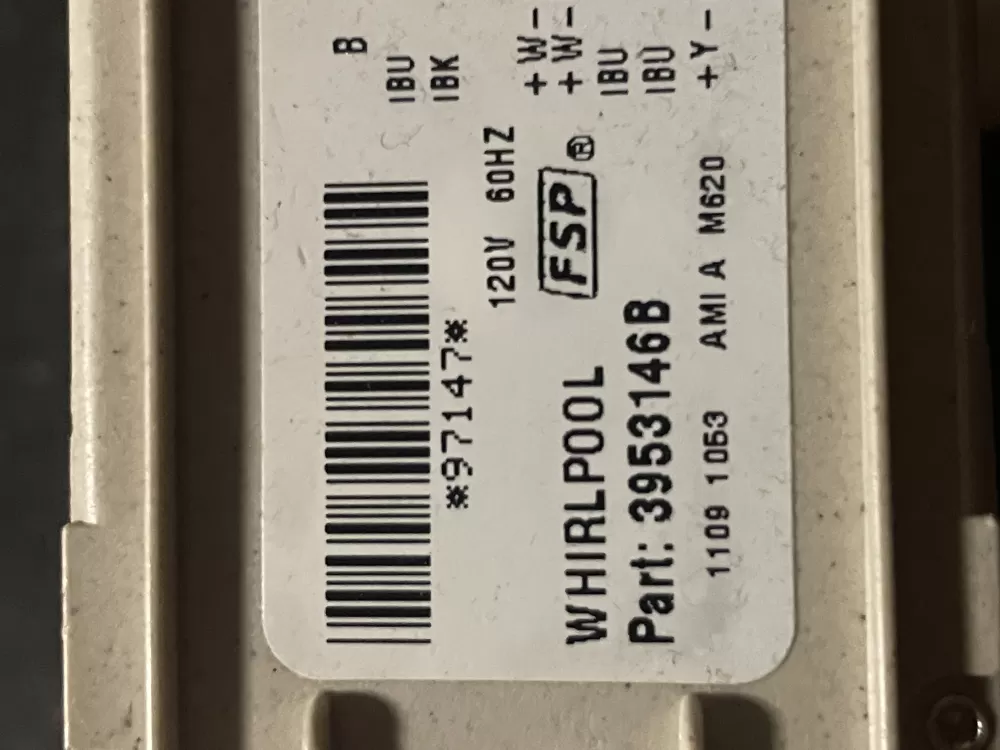 *97147*
120V 60HZ
WHIRLPOOL FSP®
Part: 3953146B
1109 1053 AMI A M620
B
IBU
IBK
+W-
+W-
IBU
IBU
+Y-